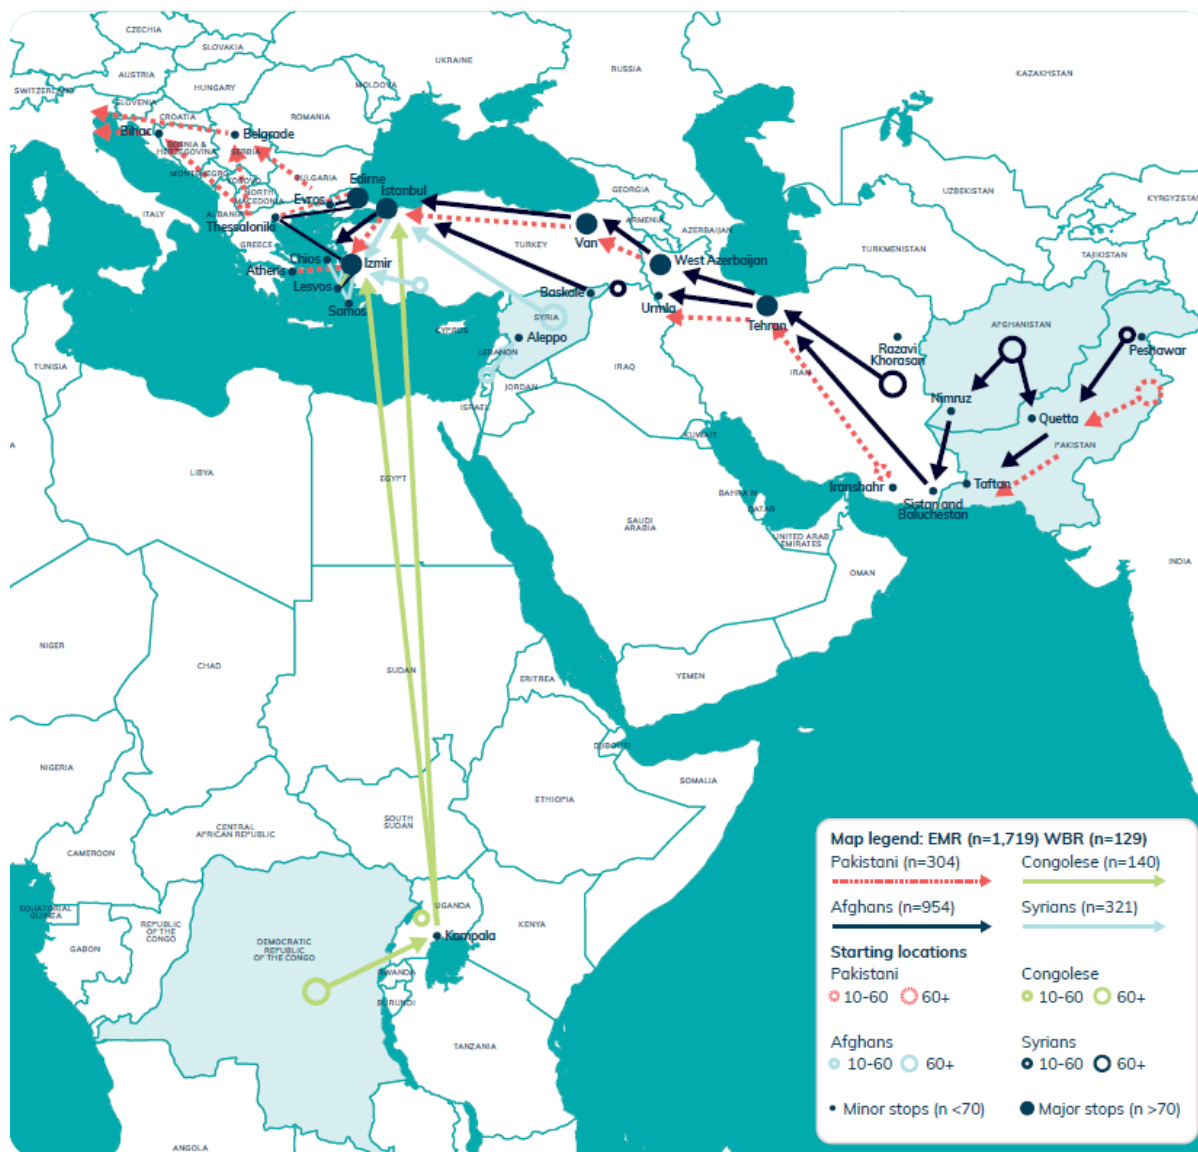 CZECHIA
SLOVAKIA
UKRAINE
RUSSIA
KAZAKHSTAN
AUSTRIA
SWITZERLAND
HUNGARY
MOLDOVA
SLOVENIA
CROATIA
ROMANIA
Bihac
Belgrade
BOSNIA &
HERZEGOVINA
SERBIA
MONTENEGRO
KOSOVO
BULGARIA
Edirne
Istanbul
GEORGIA
UZBEKISTAN
KYRGYZSTAN
NORTH
MACEDONIA
Evros
ITALY
ALBANIA
Thessaloniki
ARMENIA
AZERBAIJAN
GREECE
TURKEY
Van
TURKMENISTAN
TAJIKISTAN
Chios
Izmir
West Azerbaijan
Athens
Lesvos
Baskale
Urmia
Samos
SYRIA
CYPRUS
Tehran
AFGHANISTAN
Aleppo
LEBANON
Razavi
Khorasan
Peshawar
TUNISIA
IRAQ
IRAN
JORDAN
ISRAEL
Nimruz
Quetta
KUWAIT
PAKISTAN
LIBYA
EGYPT
Iranshahr
Taftan
BAHRAIN
QATAR
Sistan and
Baluchestan
SAUDI
ARABIA
UNITED ARAB
EMIRATES
INDIA
OMAN
NIGER
CHAD
SUDAN
ERITREA
YEMEN
DJIBOUTI
NIGERIA
SOMALIA
ETHIOPIA
CENTRAL
AFRICAN REPUBLIC
SOUTH
SUDAN
CAMEROON
EQUATORIAL
GUINEA
UGANDA
KENYA
REPUBLIC
OF THE
CONGO
GABON
DEMOCRATIC
REPUBLIC
OF THE CONGO
Kampala
RWANDA
BURUNDI
TANZANIA
ANGOLA
Map legend: EMR (n=1,719) WBR (n=129)
Pakistani (n=304)
Congolese (n=140)
Afghans (n=954)
Syrians (n=321)
Starting locations
Pakistani
Congolese
10-60 60+
10-60 60+
Afghans
Syrians
10-60 60+
10-60 60+
Minor stops (n <70)
Major stops (n >70)